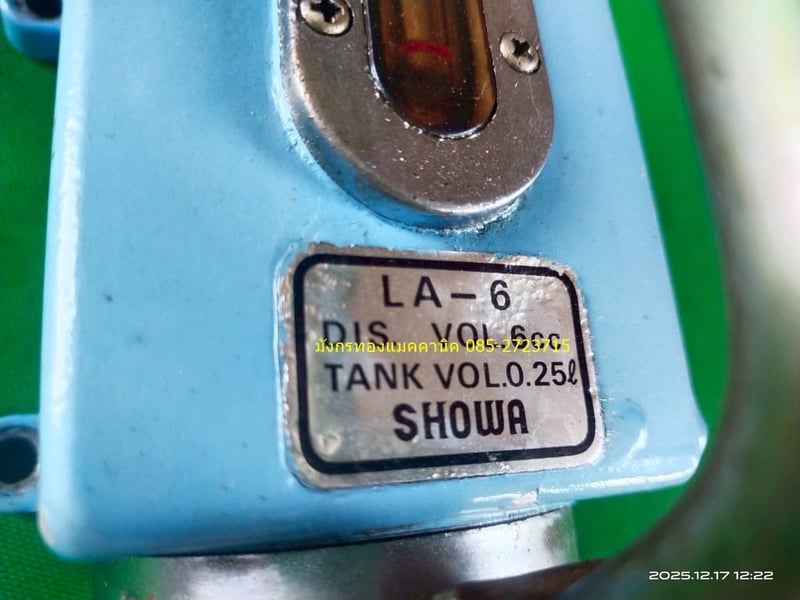 LA-6
DIS. VOL.6cc
มังกรทองแมคคานิค 085-2723715
TANK VOL.0.25ℓ
SHOWA
2025.12.17 12:22